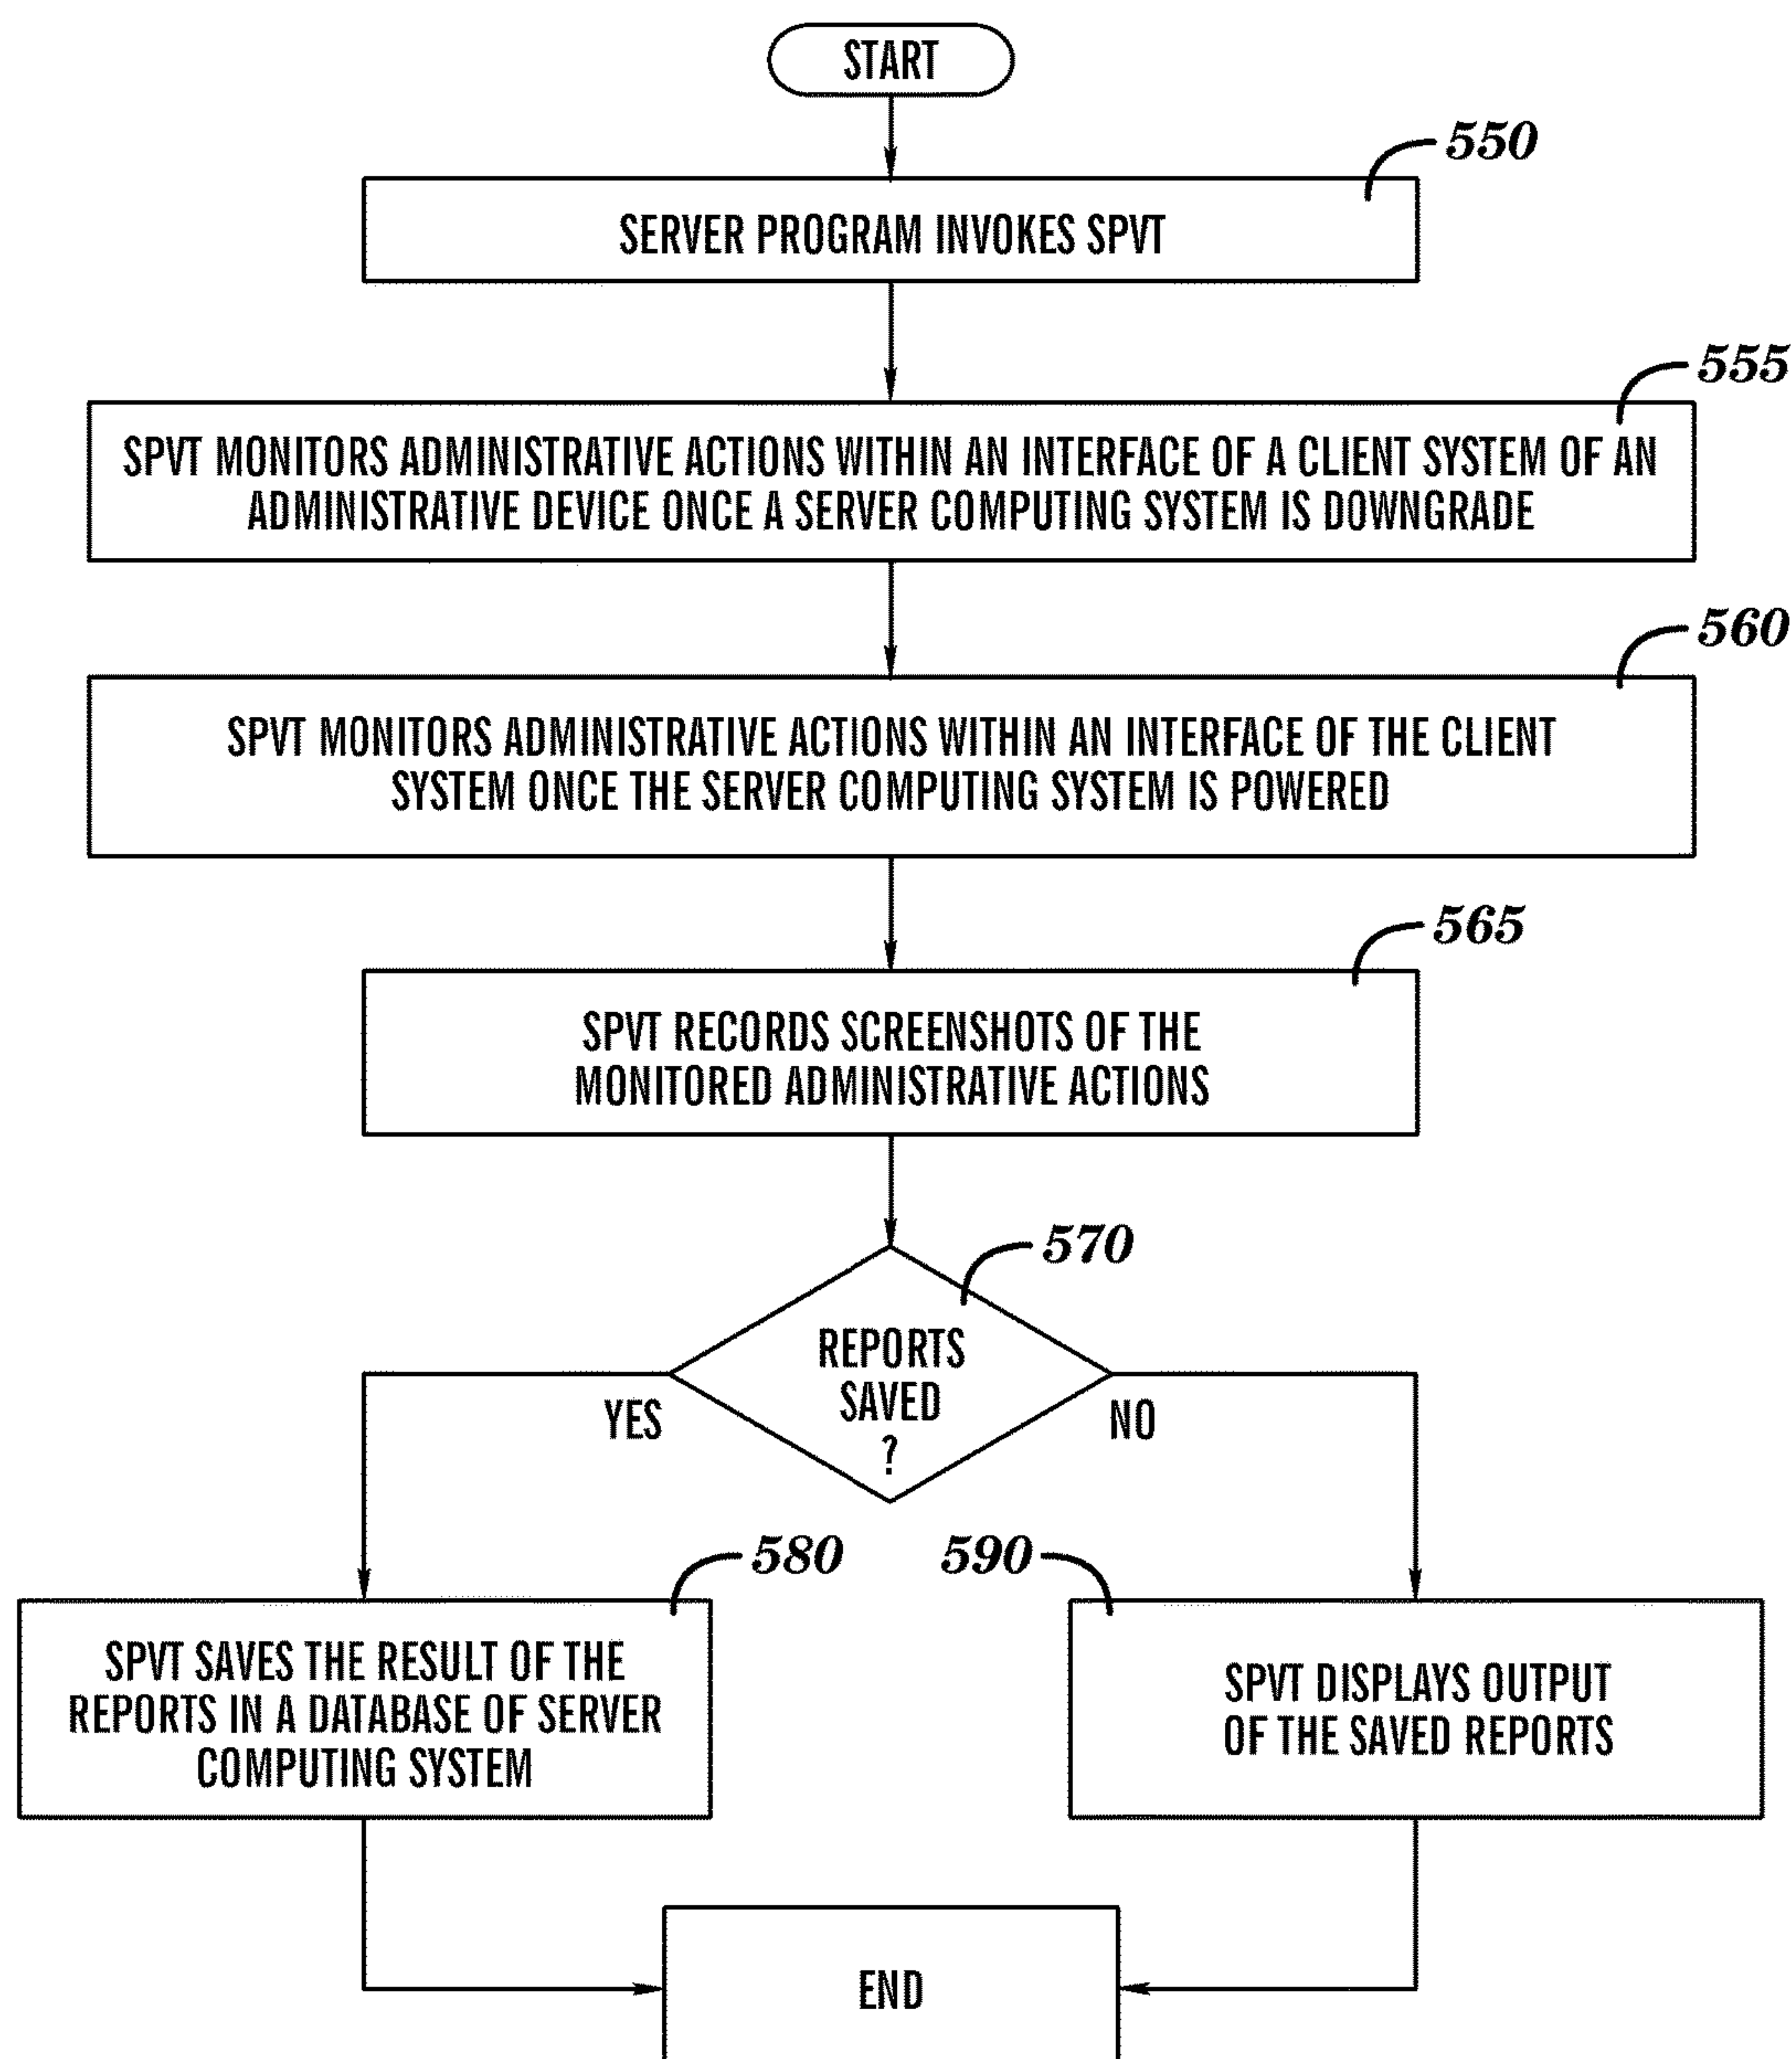 START
550
SERVER PROGRAM INVOKES SPVT
555
SPVT MONITORS ADMINISTRATIVE ACTIONS WITHIN AN INTERFACE OF A CLIENT SYSTEM OF AN
ADMINISTRATIVE DEVICE ONCE A SERVER COMPUTING SYSTEM IS DOWNGRADE
560
SPVT MONITORS ADMINISTRATIVE ACTIONS WITHIN AN INTERFACE OF THE CLIENT
SYSTEM ONCE THE SERVER COMPUTING SYSTEM IS POWERED
565
SPVT RECORDS SCREENSHOTS OF THE
MONITORED ADMINISTRATIVE ACTIONS
570
REPORTS
SAVED
?
YES
NO
580
SPVT SAVES THE RESULT OF THE
REPORTS IN A DATABASE OF SERVER
COMPUTING SYSTEM
590
SPVT DISPLAYS OUTPUT
OF THE SAVED REPORTS
END